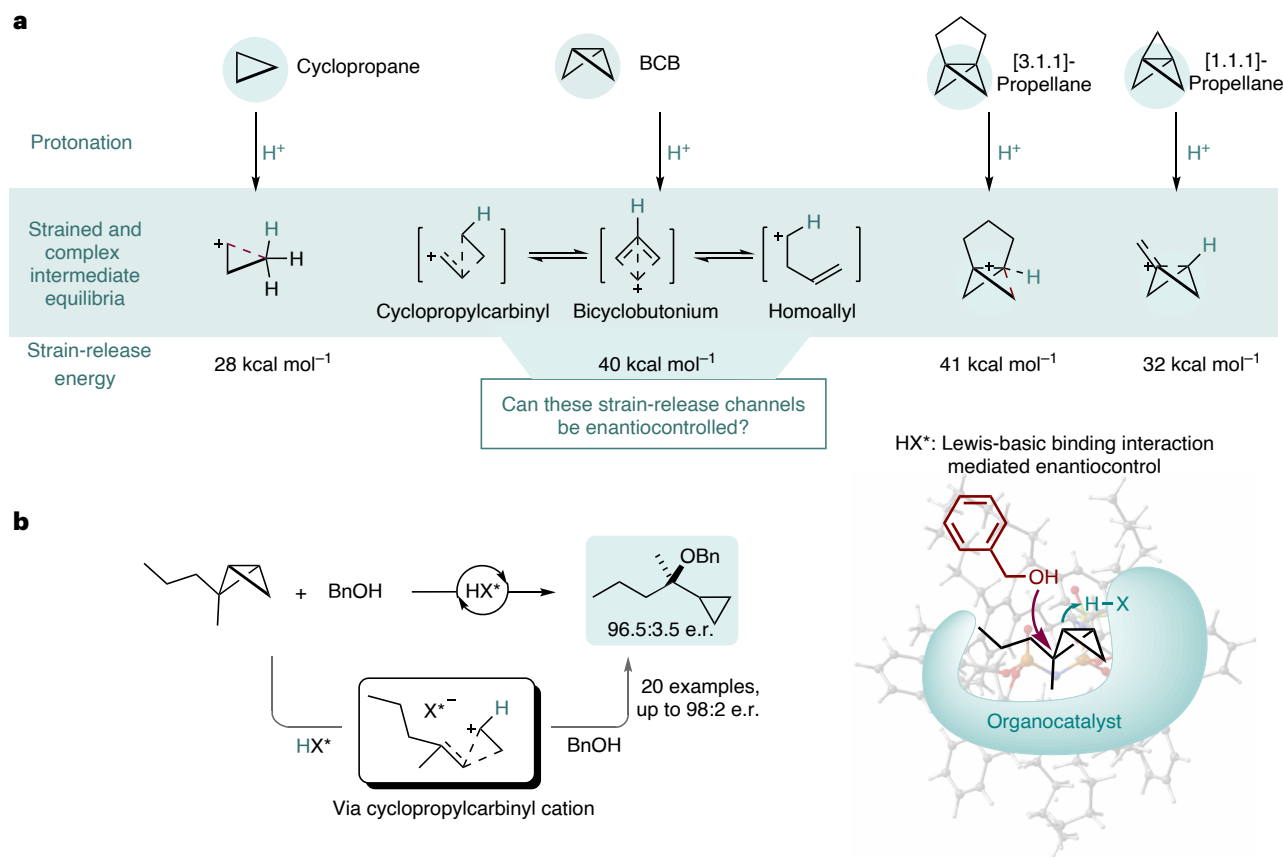 a
Cyclopropane
BCB
[3.1.1]-
Propellane
[1.1.1]-
Propellane
Protonation
H⁺
H⁺
H⁺
H⁺
Strained and
complex
intermediate
equilibria
+
H
H
H
+
H
H
+
+
H
+
H
+
H
Cyclopropylcarbinyl
Bicyclobutonium
Homoallyl
Strain-release
energy
28 kcal mol⁻¹
40 kcal mol⁻¹
41 kcal mol⁻¹
32 kcal mol⁻¹
Can these strain-release channels
be enantiocontrolled?
b
+
BnOH
HX*
OBn
96.5:3.5 e.r.
HX*
X*⁻
H
+
BnOH
20 examples,
up to 98:2 e.r.
Via cyclopropylcarbinyl cation
HX*: Lewis-basic binding interaction
mediated enantiocontrol
OH
H–X
Organocatalyst